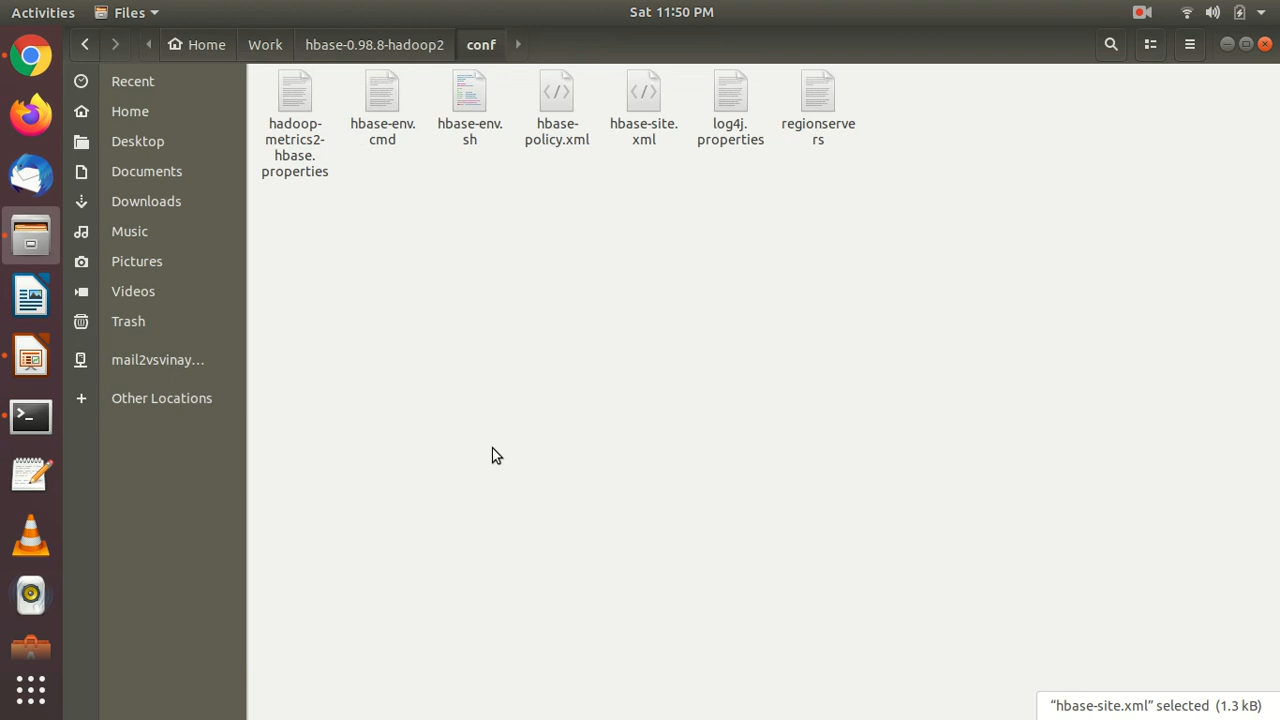 Activities
Files
Sat 11:50 PM
Home
Work
hbase-0.98.8-hadoop2
conf
Recent
Home
Desktop
Documents
Downloads
Music
Pictures
Videos
Trash
mail2vsvinay…
Other Locations
hadoop-
metrics2-
hbase.
properties
hbase-env.
cmd
hbase-env.
sh
hbase-
policy.xml
hbase-site.
xml
log4j.
properties
regionserve
rs
“hbase-site.xml” selected (1.3 kB)